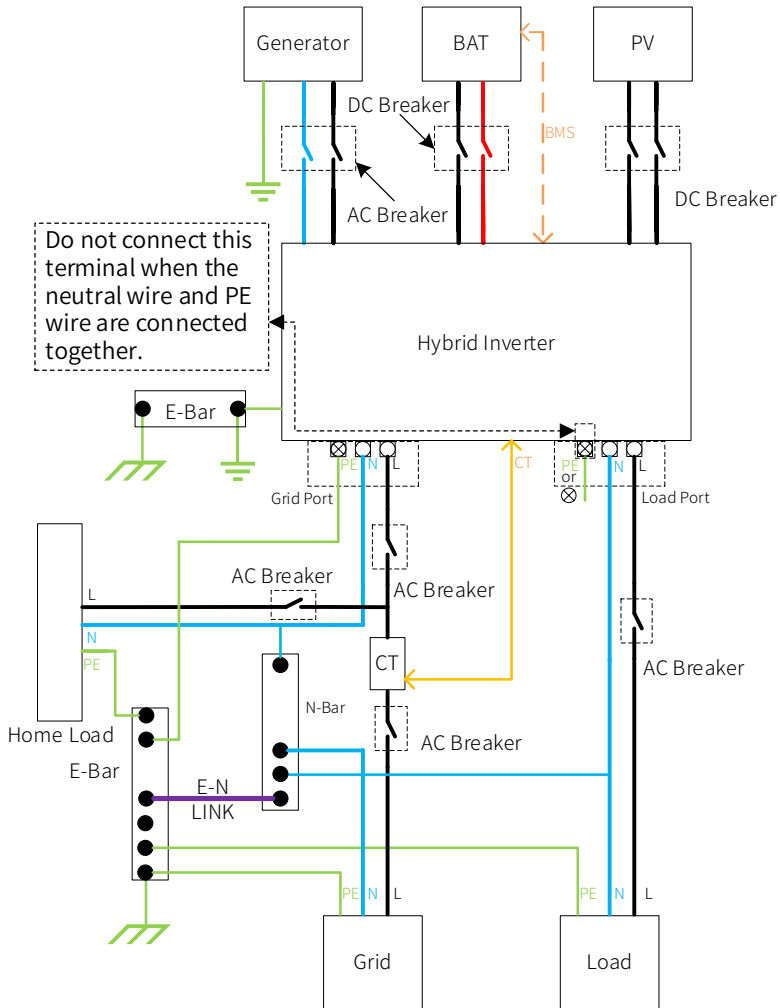 Generator
BAT
PV
DC Breaker
BMS
AC Breaker
DC Breaker
Do not connect this
terminal when the
neutral wire and PE
wire are connected
together.
Hybrid Inverter
E-Bar
PE
N
L
CT
PE
or
N
L
Grid Port
Load Port
AC Breaker
AC Breaker
L
N
PE
CT
AC Breaker
N-Bar
Home Load
AC Breaker
E-Bar
E-N
LINK
PE
N
L
PE
N
L
Grid
Load